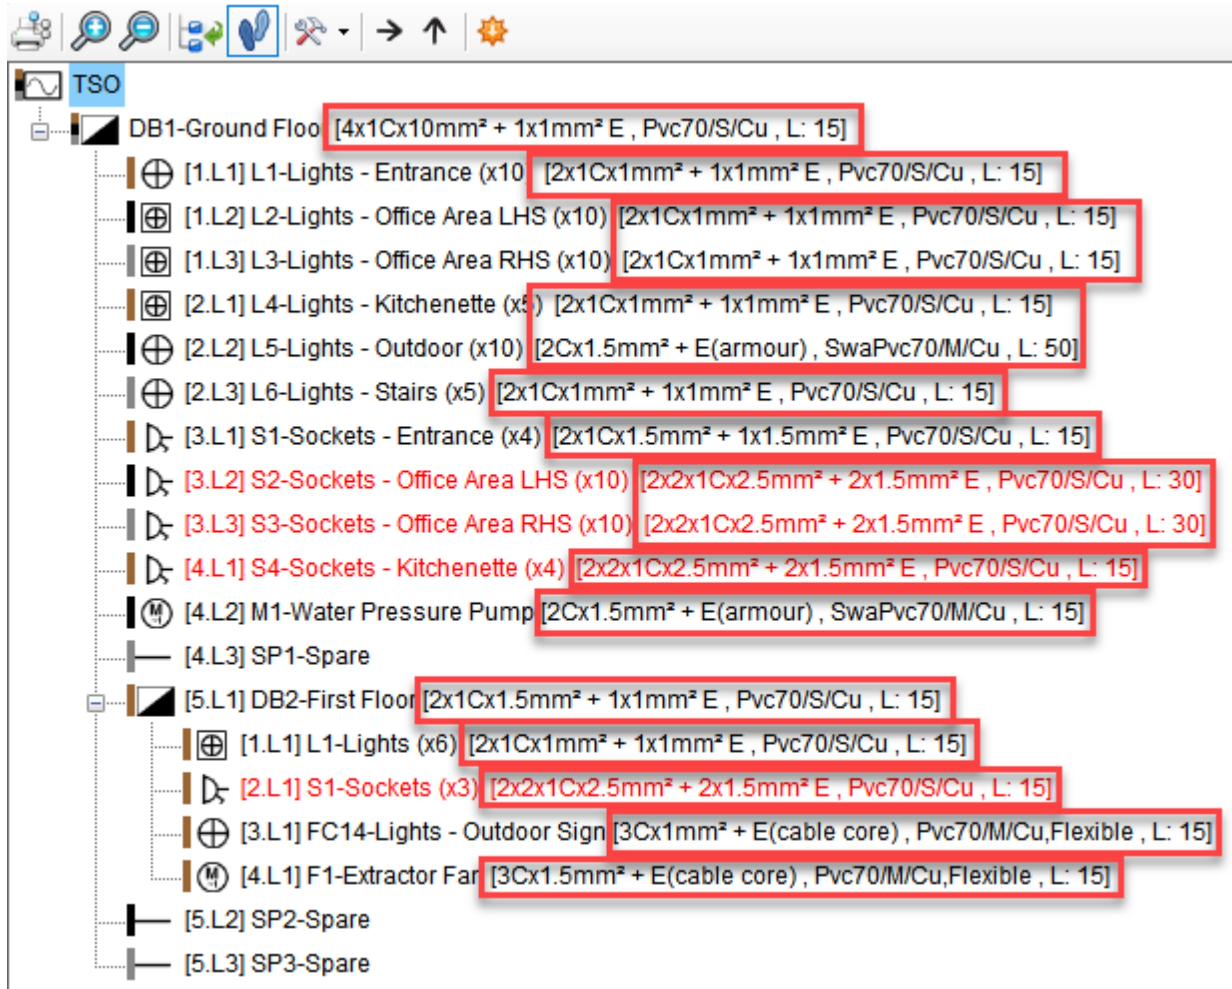 TSO
DB1-Ground Floor [4x1Cx10mm² + 1x1mm² E , Pvc70/S/Cu , L: 15]
[1.L1] L1-Lights - Entrance (x10) [2x1Cx1mm² + 1x1mm² E , Pvc70/S/Cu , L: 15]
[1.L2] L2-Lights - Office Area LHS (x10) [2x1Cx1mm² + 1x1mm² E , Pvc70/S/Cu , L: 15]
[1.L3] L3-Lights - Office Area RHS (x10) [2x1Cx1mm² + 1x1mm² E , Pvc70/S/Cu , L: 15]
[2.L1] L4-Lights - Kitchenette (x5) [2x1Cx1mm² + 1x1mm² E , Pvc70/S/Cu , L: 15]
[2.L2] L5-Lights - Outdoor (x10) [2Cx1.5mm² + E(armour) , SwaPvc70/M/Cu , L: 50]
[2.L3] L6-Lights - Stairs (x5) [2x1Cx1mm² + 1x1mm² E , Pvc70/S/Cu , L: 15]
[3.L1] S1-Sockets - Entrance (x4) [2x1Cx1.5mm² + 1x1.5mm² E , Pvc70/S/Cu , L: 15]
[3.L2] S2-Sockets - Office Area LHS (x10) [2x2x1Cx2.5mm² + 2x1.5mm² E , Pvc70/S/Cu , L: 30]
[3.L3] S3-Sockets - Office Area RHS (x10) [2x2x1Cx2.5mm² + 2x1.5mm² E , Pvc70/S/Cu , L: 30]
[4.L1] S4-Sockets - Kitchenette (x4) [2x2x1Cx2.5mm² + 2x1.5mm² E , Pvc70/S/Cu , L: 15]
[4.L2] M1-Water Pressure Pump [2Cx1.5mm² + E(armour) , SwaPvc70/M/Cu , L: 15]
[4.L3] SP1-Spare
[5.L1] DB2-First Floor [2x1Cx1.5mm² + 1x1mm² E , Pvc70/S/Cu , L: 15]
[1.L1] L1-Lights (x6) [2x1Cx1mm² + 1x1mm² E , Pvc70/S/Cu , L: 15]
[2.L1] S1-Sockets (x3) [2x2x1Cx2.5mm² + 2x1.5mm² E , Pvc70/S/Cu , L: 15]
[3.L1] FC14-Lights - Outdoor Sign [3Cx1mm² + E(cable core) , Pvc70/M/Cu,Flexible , L: 15]
[4.L1] F1-Extractor Fan [3Cx1.5mm² + E(cable core) , Pvc70/M/Cu,Flexible , L: 15]
[5.L2] SP2-Spare
[5.L3] SP3-Spare